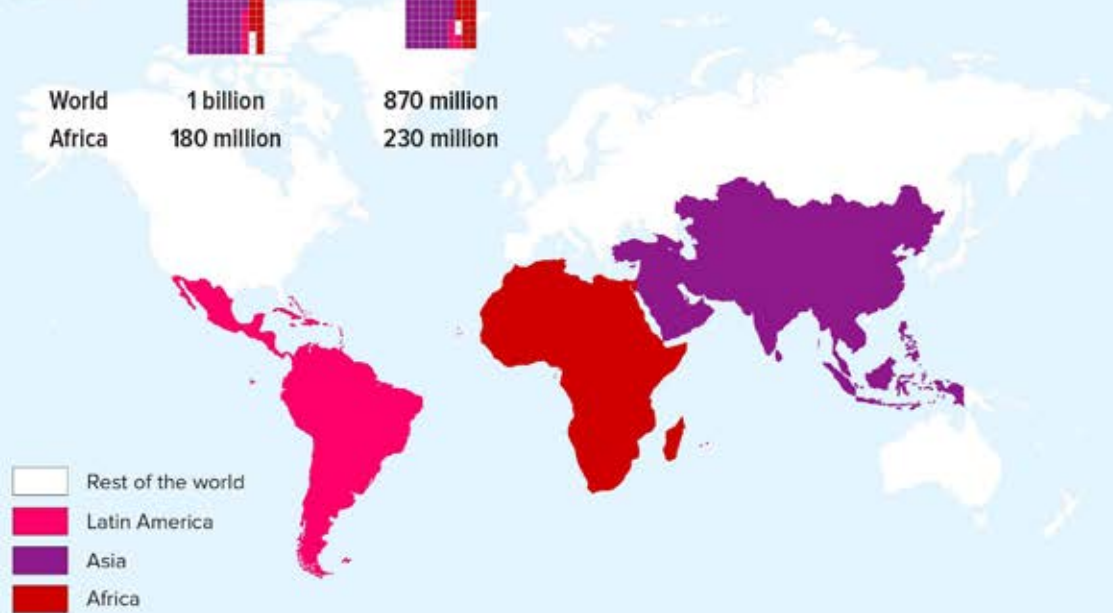 World 1 billion 870 million
Africa 180 million 230 million
Rest of the world
Latin America
Asia
Africa